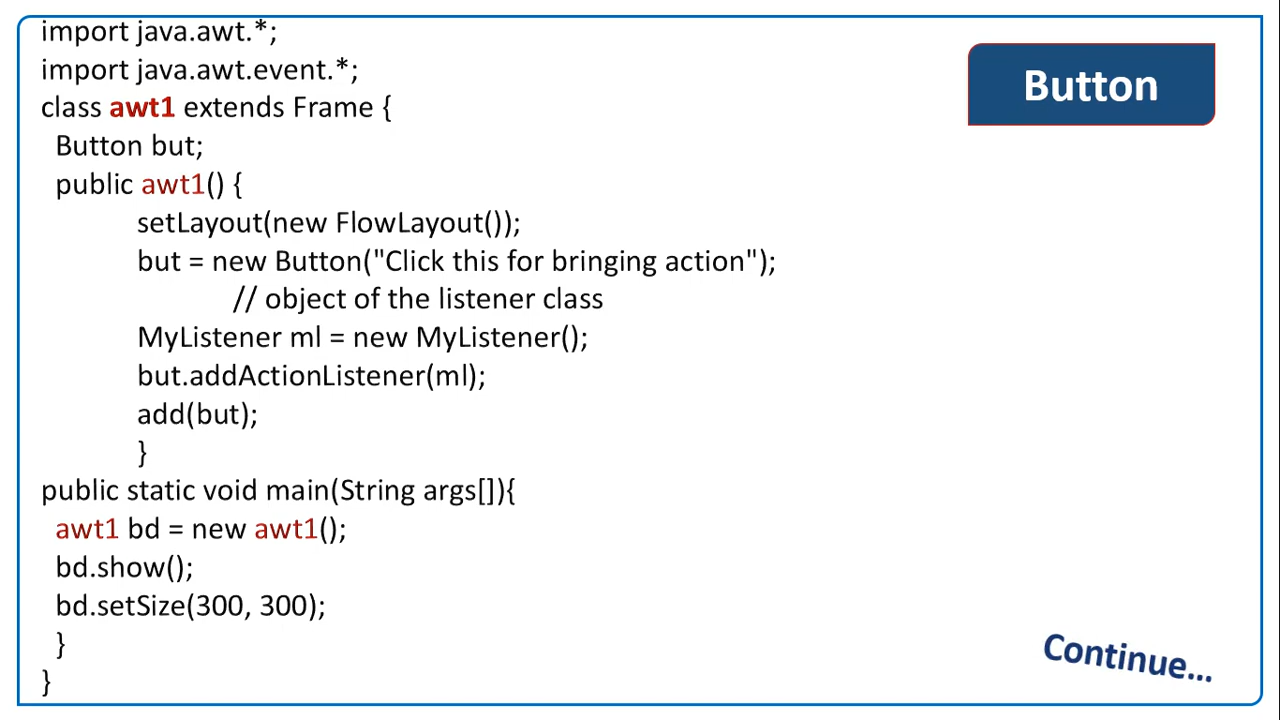 import java.awt.*;
import java.awt.event.*;
class awt1 extends Frame {
Button but;
public awt1() {
setLayout(new FlowLayout());
but = new Button("Click this for bringing action");
// object of the listener class
MyListener ml = new MyListener();
but.addActionListener(ml);
add(but);
}
public static void main(String args[]){
awt1 bd = new awt1();
bd.show();
bd.setSize(300, 300);
}
}
Button
Continue...